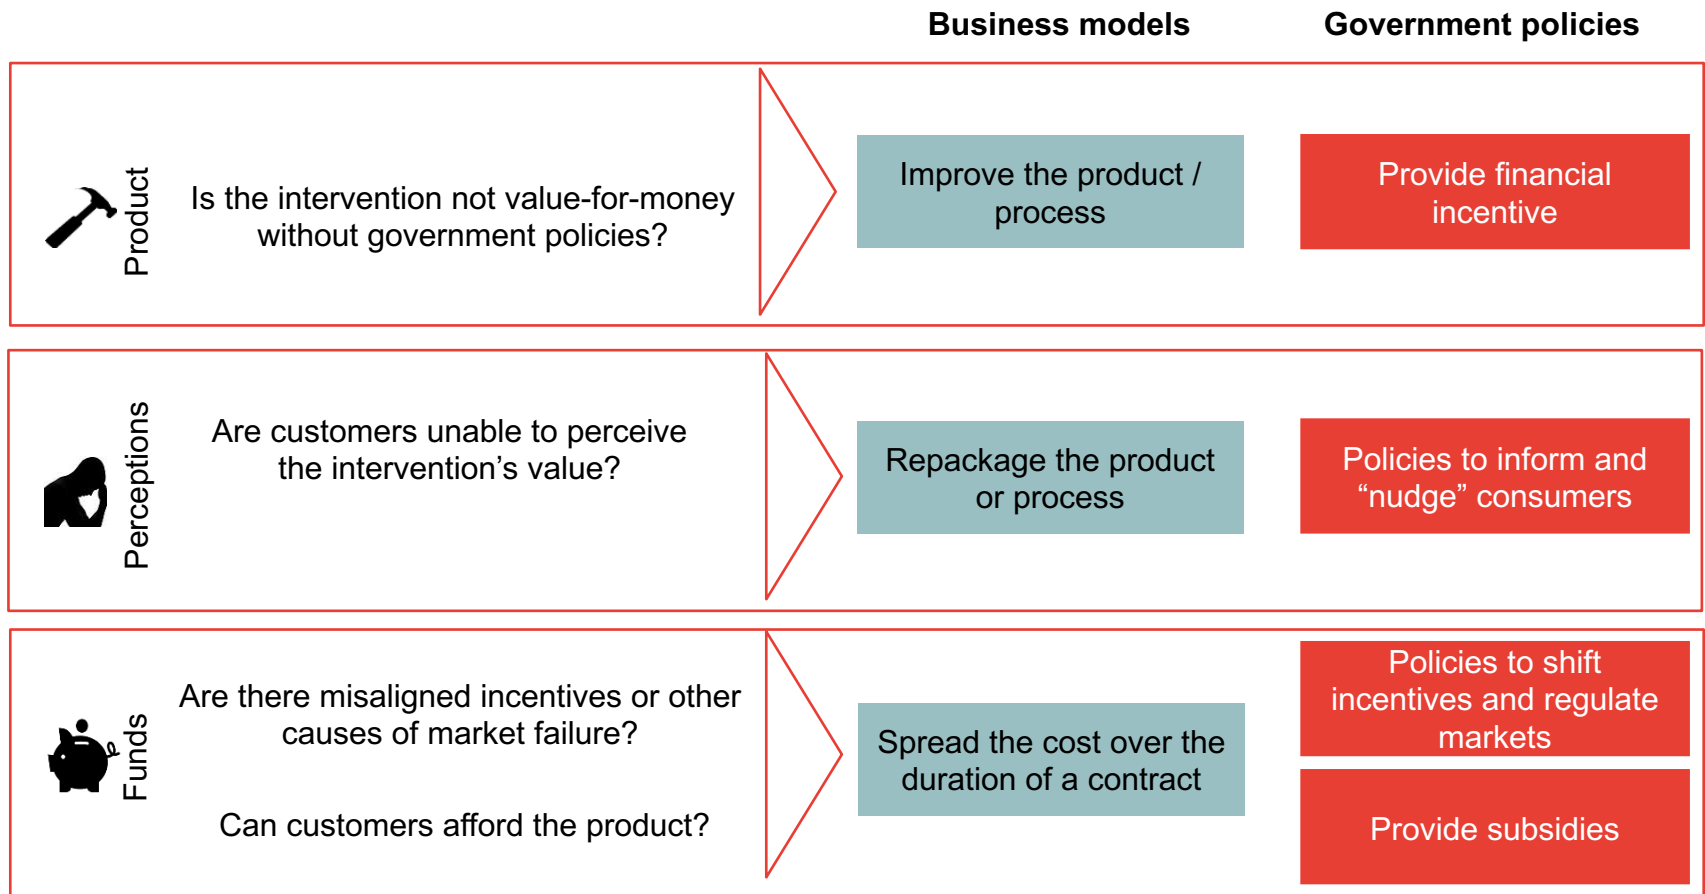 Business models
Government policies
Product
Is the intervention not value-for-money
without government policies?
Improve the product /
process
Provide financial
incentive
Perceptions
Are customers unable to perceive
the intervention’s value?
Repackage the product
or process
Policies to inform and
“nudge” consumers
Funds
Are there misaligned incentives or other
causes of market failure?
Can customers afford the product?
Spread the cost over the
duration of a contract
Policies to shift
incentives and regulate
markets
Provide subsidies